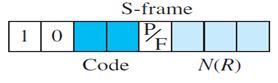 S-frame
1 0 P/F
Code N(R)